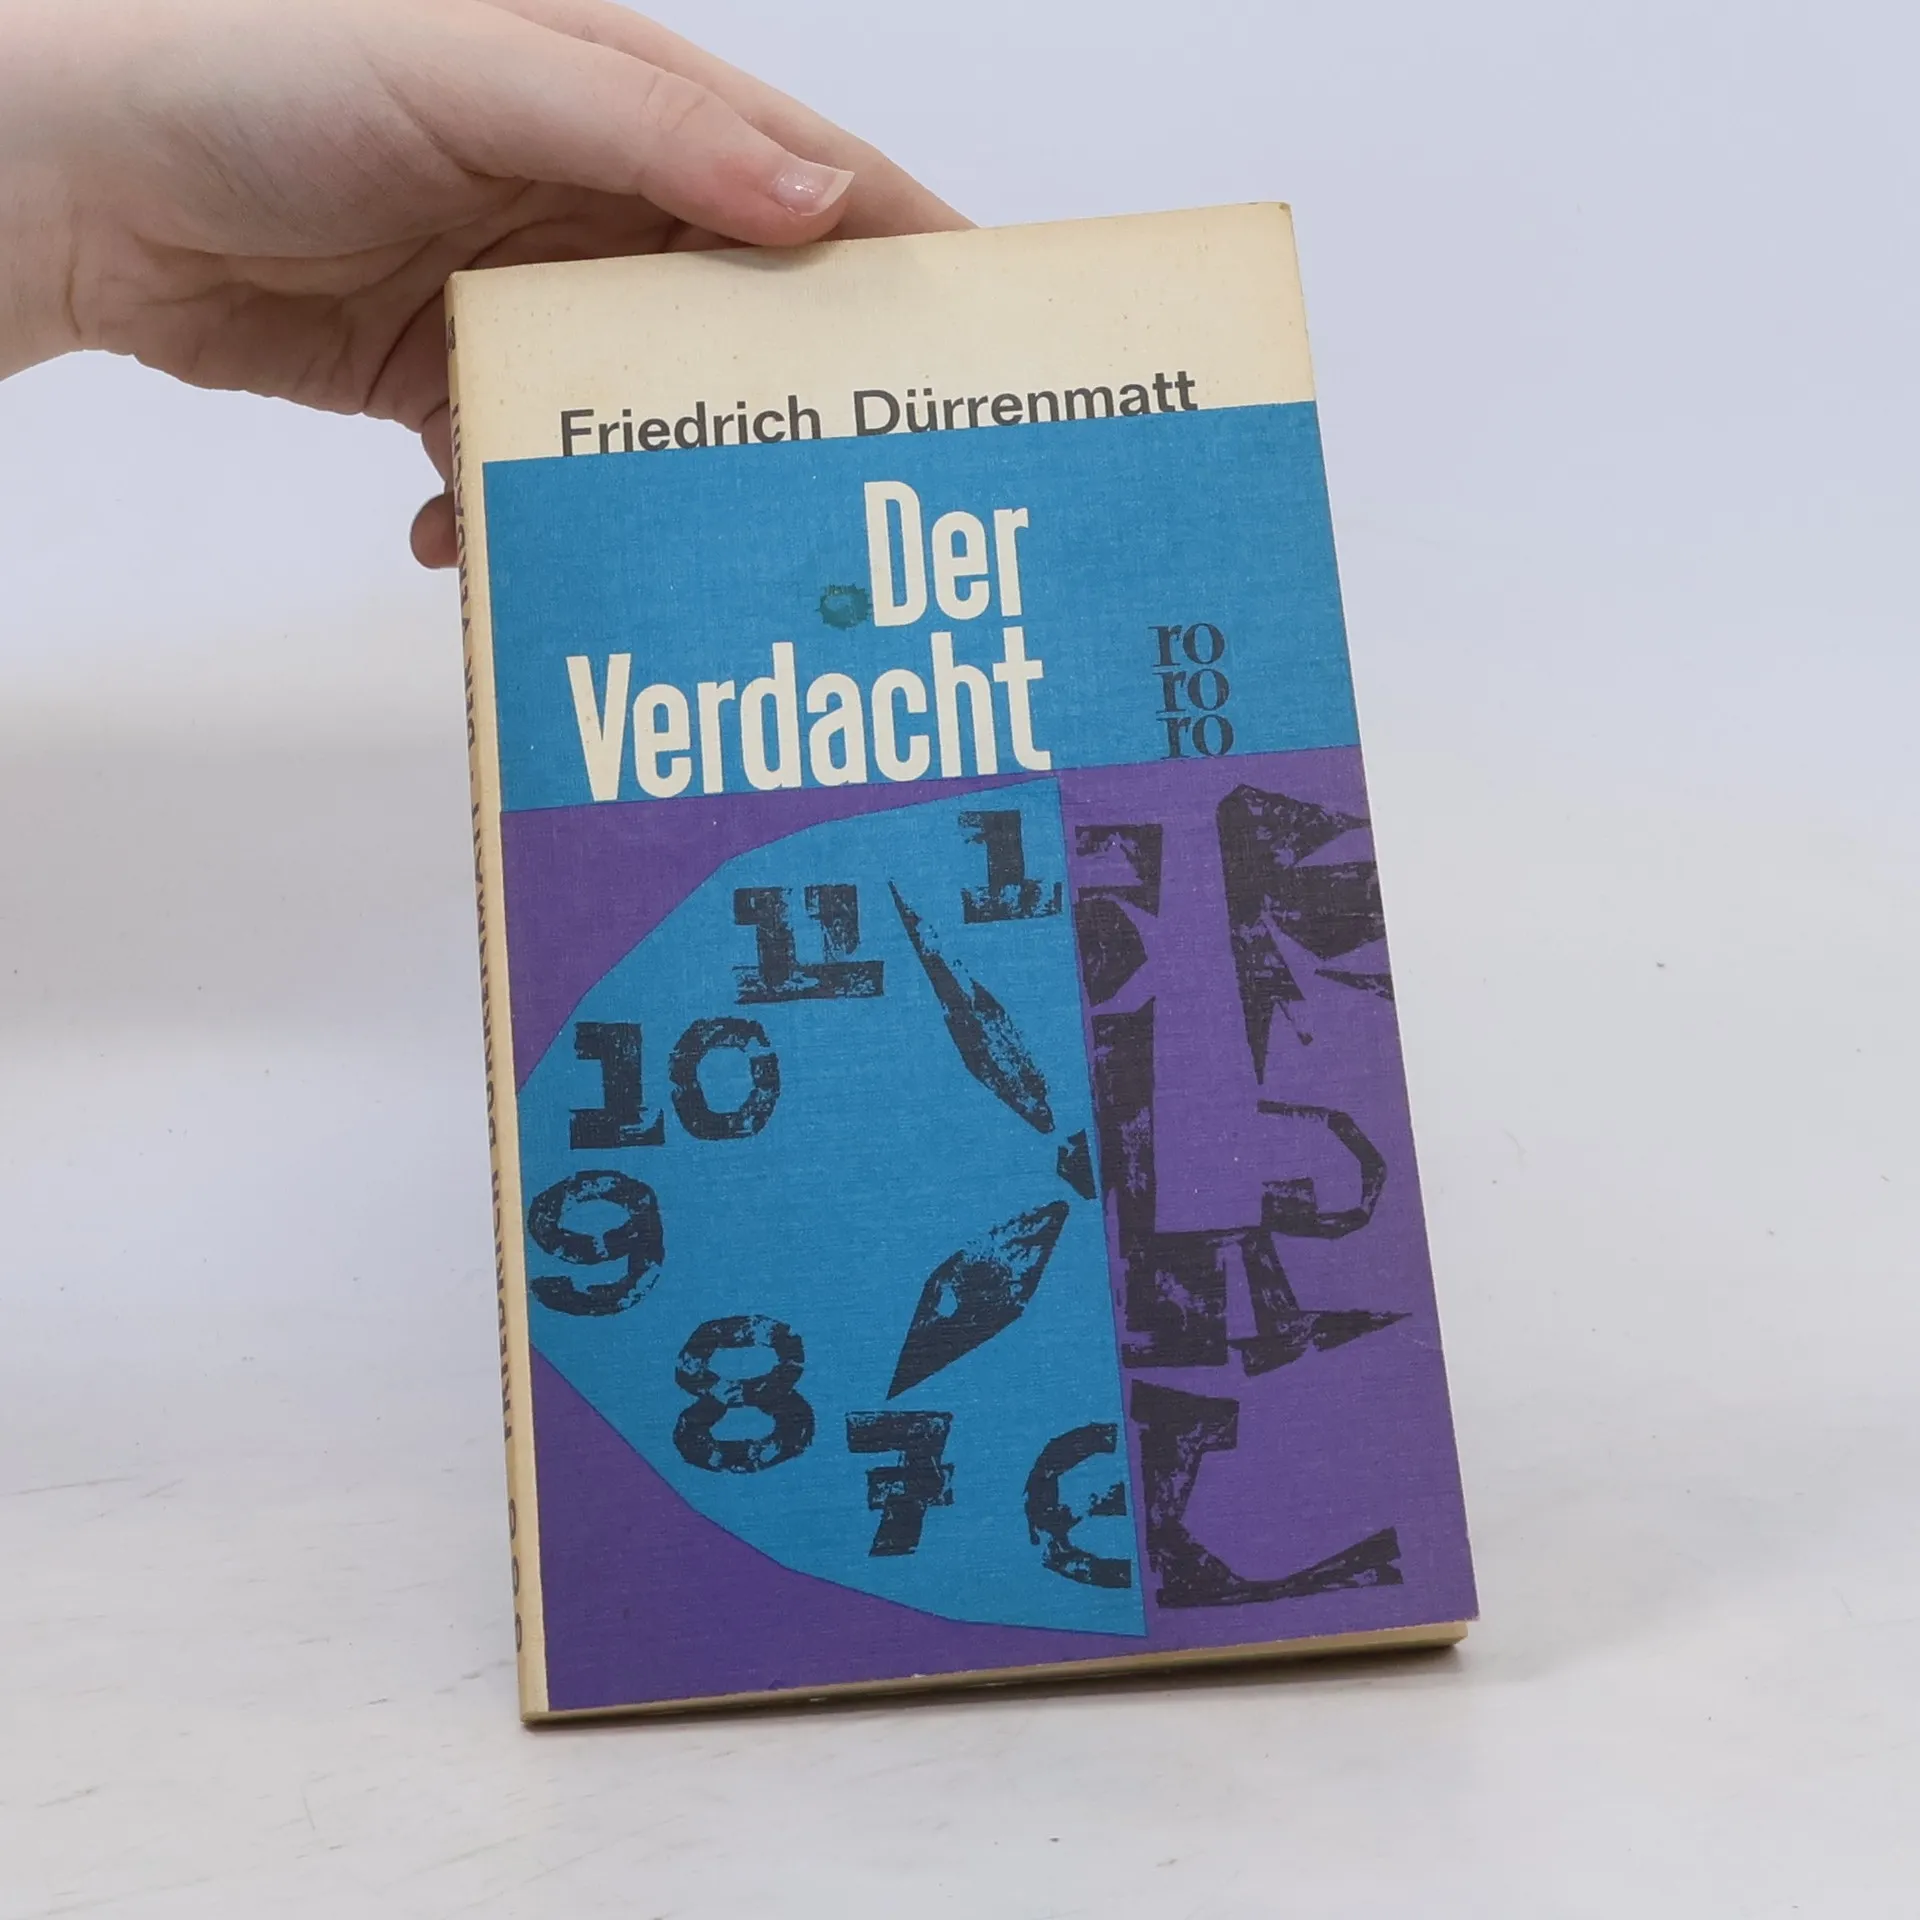 Friedrich Dürrenmatt
Der
Verdacht
ro
ro
ro
1
11
10
9
8
7